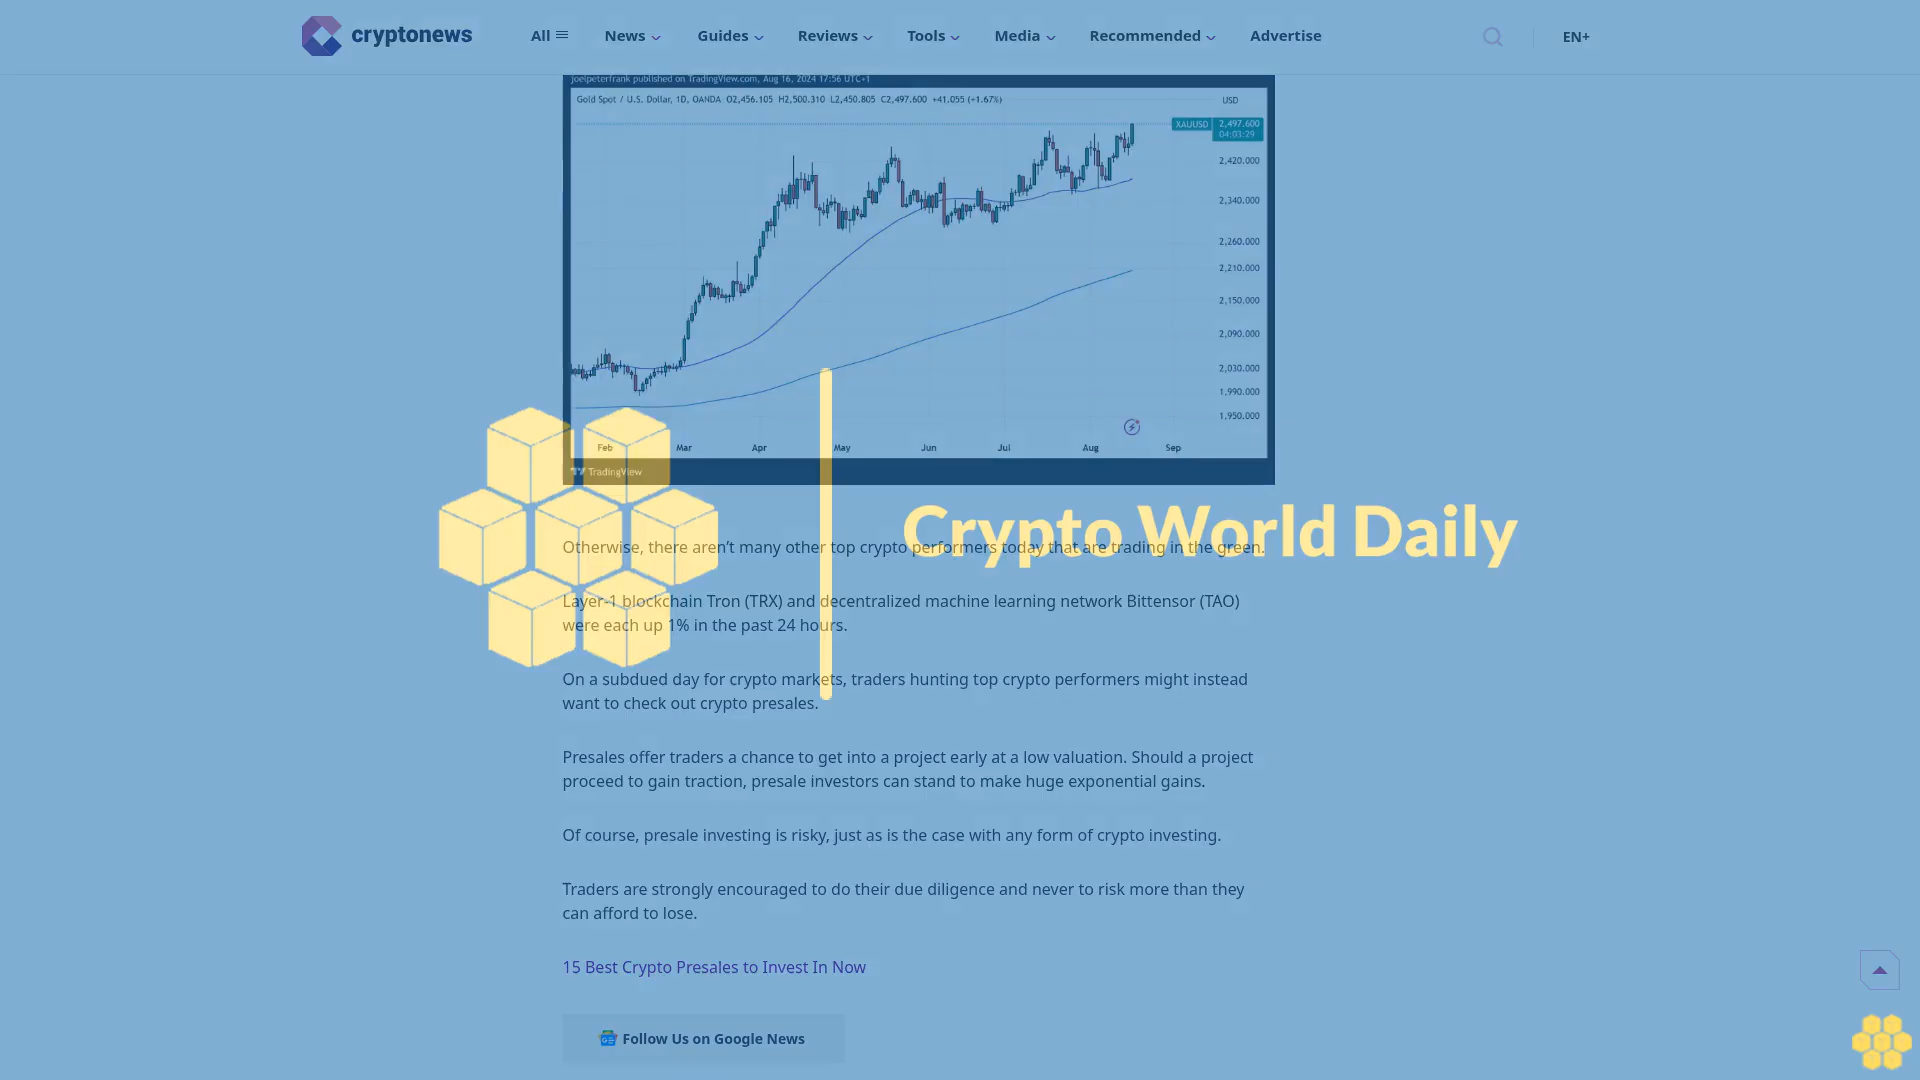 cryptonews
All
News
Guides
Reviews
Tools
Media
Recommended
Advertise
EN+
joelpeterfrank published on TradingView.com, Aug 16, 2024 17:56 UTC+1
Gold Spot / U.S. Dollar, 1D, OANDA O2,456.105 H2,500.310 L2,450.805 C2,497.600 +41.055 (+1.67%)
USD
XAUUSD 2,497.600
04:03:29
2,420.000
2,340.000
2,260.000
2,210.000
2,150.000
2,090.000
2,030.000
1,990.000
1,950.000
Feb Mar Apr May Jun Jul Aug Sep
TradingView
Crypto World Daily
Otherwise, there aren’t many other top crypto performers today that are trading in the green.
Layer-1 blockchain Tron (TRX) and decentralized machine learning network Bittensor (TAO)
were each up 1% in the past 24 hours.
On a subdued day for crypto markets, traders hunting top crypto performers might instead
want to check out crypto presales.
Presales offer traders a chance to get into a project early at a low valuation. Should a project
proceed to gain traction, presale investors can stand to make huge exponential gains.
Of course, presale investing is risky, just as is the case with any form of crypto investing.
Traders are strongly encouraged to do their due diligence and never to risk more than they
can afford to lose.
15 Best Crypto Presales to Invest In Now
Follow Us on Google News